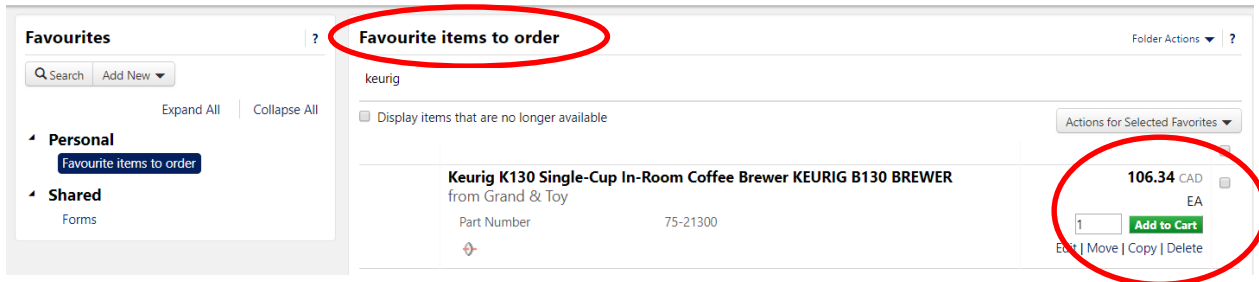 Favourites ?
Search Add New
Expand All Collapse All
Personal
Favourite items to order
Shared
Forms
Favourite items to order
Folder Actions ?
keurig
Display items that are no longer available
Actions for Selected Favorites
Keurig K130 Single-Cup In-Room Coffee Brewer KEURIG B130 BREWER
from Grand & Toy
Part Number 75-21300
106.34 CAD
EA
1 Add to Cart
Edit | Move | Copy | Delete